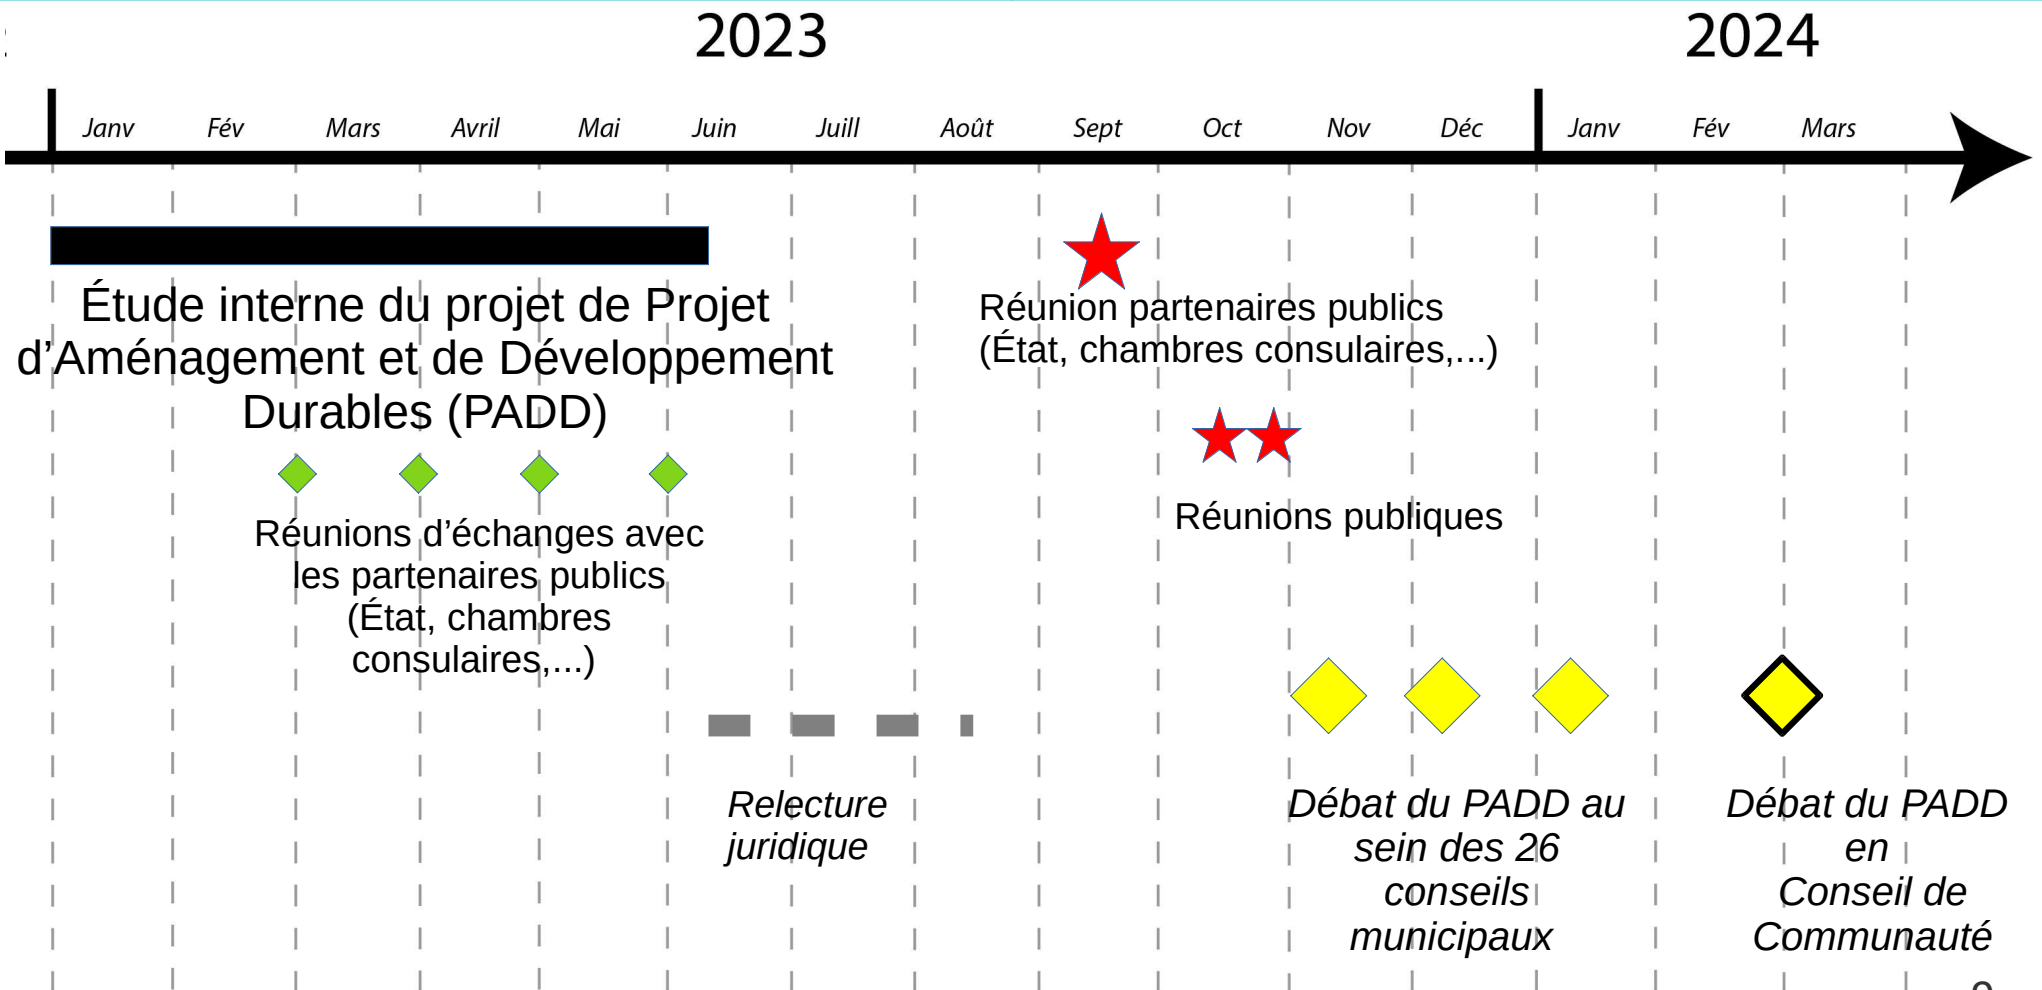 2023
2024
Janv Fév Mars Avril Mai Juin Juill Août Sept Oct Nov Déc Janv Fév Mars
Étude interne du projet de Projet
d’Aménagement et de Développement
Durables (PADD)
Réunion partenaires publics
(État, chambres consulaires,...)
Réunions publiques
Réunions d’échanges avec
les partenaires publics
(État, chambres
consulaires,...)
Relecture
juridique
Débat du PADD au
sein des 26
conseils
municipaux
Débat du PADD
en
Conseil de
Communauté